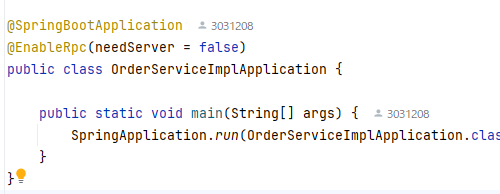 @SpringBootApplication 3031208
@EnableRpc(needServer = false)
public class OrderServiceImplApplication {
public static void main(String[] args) { 3031208
SpringApplication.run(OrderServiceImplApplication.clas
}
}